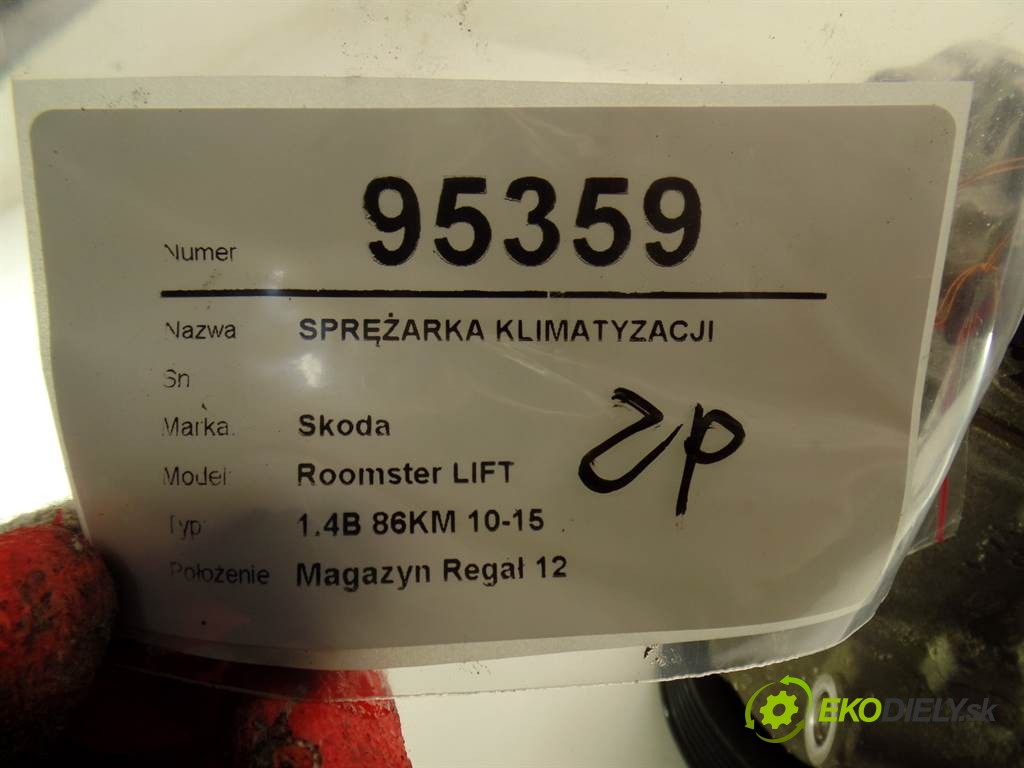 Numer 95359
Nazwa SPRĘŻARKA KLIMATYZACJI
Sn
Marka Skoda
Model Roomster LIFT
Typ 1.4B 86KM 10-15
Położenie Magazyn Regał 12
ZP
EKODIELY.sk